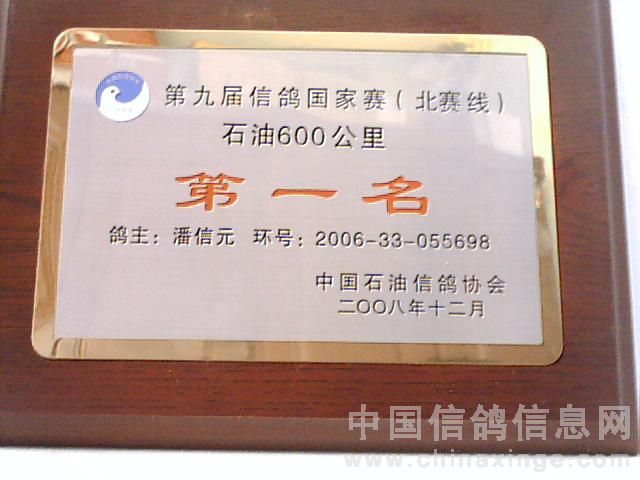 第九届信鸽国家赛（北赛线）
石油600公里
第一名
鸽主：潘信元 环号：2006-33-055698
中国石油信鸽协会
二〇〇八年十二月
中国信鸽信息网
www.chinaxinge.com